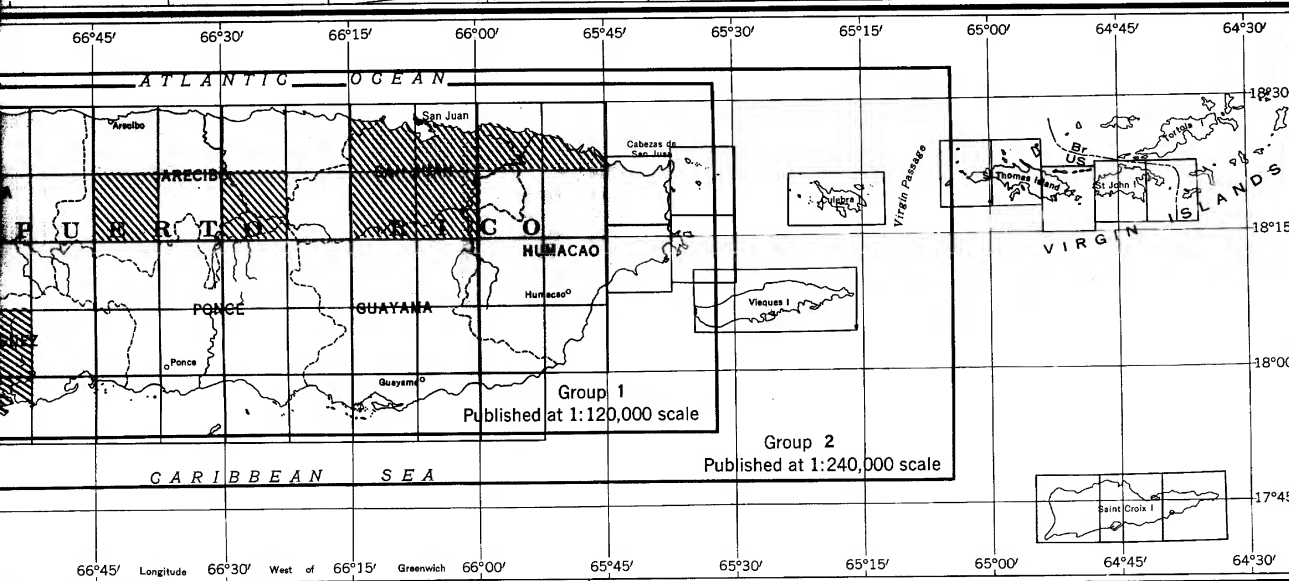 66°45′ 66°30′ 66°15′ 66°00′ 65°45′ 65°30′ 65°15′ 65°00′ 64°45′ 64°30′
ATLANTIC OCEAN
18°30′
San Juan
Arecibo
Cabezas de
San Juan
Tortola I
Br
US
ARECIBO
SAN JUAN
Virgin Passage
Thomas Island
St John I
Culebra
VIRGIN ISLANDS
PUERTO RICO
18°15′
HUMACAO
Humacao
Vieques I
PONCE
GUAYAMA
Ponce
18°00′
Guayama
Group 1
Published at 1:120,000 scale
Group 2
Published at 1:240,000 scale
CARIBBEAN SEA
17°45′
Saint Croix I
66°45′ Longitude 66°30′ West of 66°15′ Greenwich 66°00′ 65°45′ 65°30′ 65°15′ 65°00′ 64°45′ 64°30′